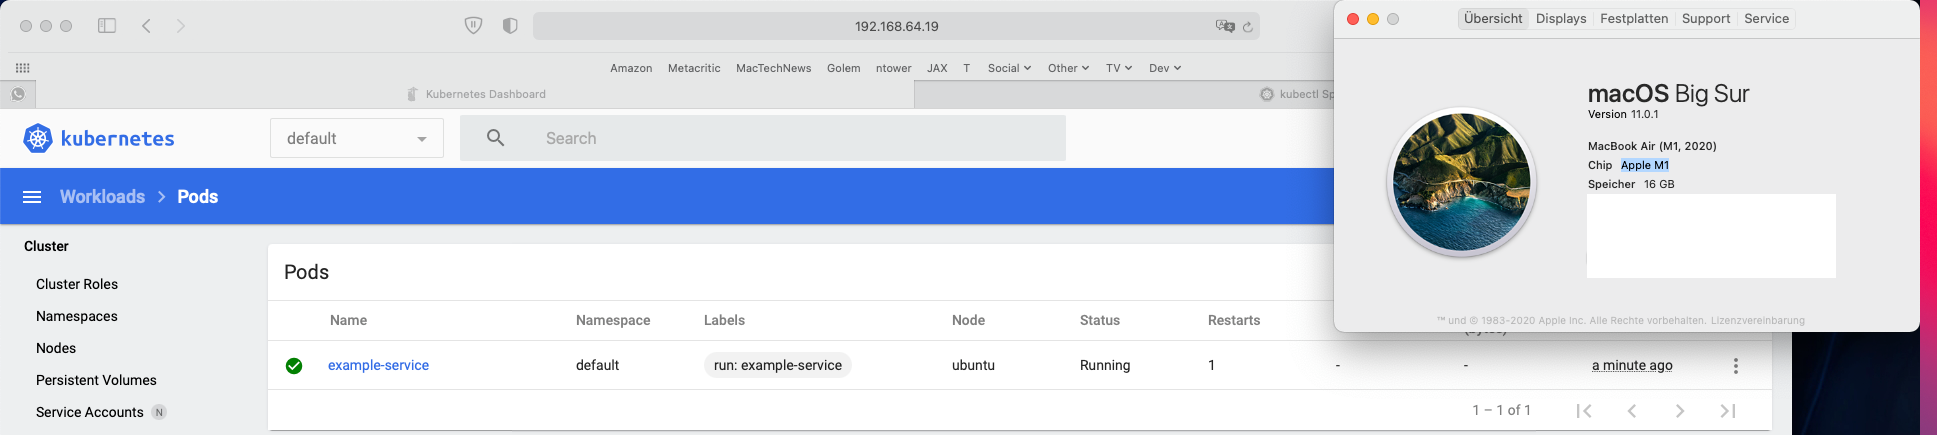 192.168.64.19
Amazon Metacritic MacTechNews Golem ntower JAX T Social Other TV Dev
Kubernetes Dashboard
kubectl Sp
kubernetes
default
Search
Workloads > Pods
Cluster
Cluster Roles
Namespaces
Nodes
Persistent Volumes
Service Accounts N
Pods
Name Namespace Labels Node Status Restarts
example-service default run: example-service ubuntu Running 1 - - a minute ago
1 – 1 of 1
Übersicht Displays Festplatten Support Service
macOS Big Sur
Version 11.0.1
MacBook Air (M1, 2020)
Chip Apple M1
Speicher 16 GB
™ und © 1983-2020 Apple Inc. Alle Rechte vorbehalten. Lizenzvereinbarung